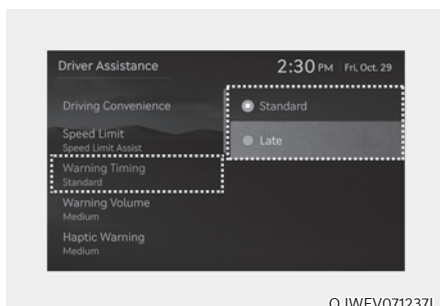 Driver Assistance
2:30 PM Fri, Oct. 29
Driving Convenience
Speed Limit
Speed Limit Assist
Warning Timing
Standard
Warning Volume
Medium
Haptic Warning
Medium
Standard
Late
OJWEV071237L